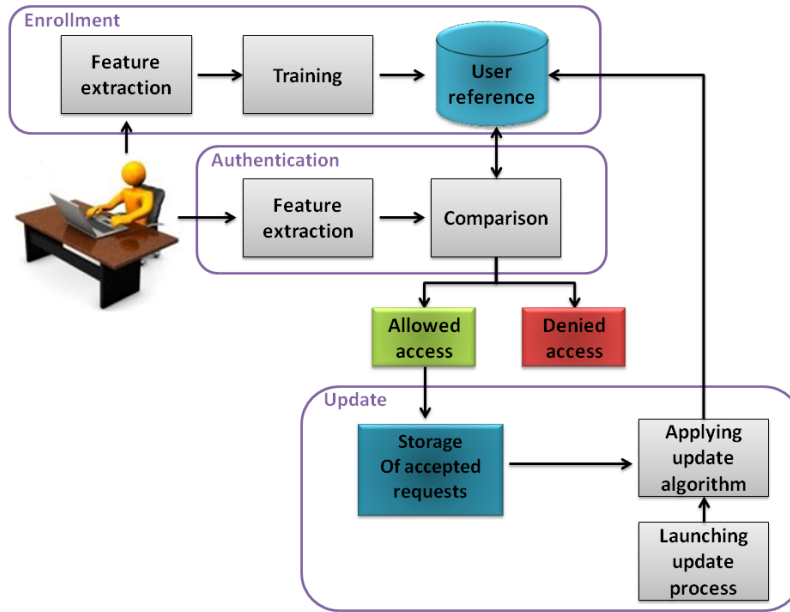 Enrollment
Feature
extraction
Training
User
reference
Authentication
Feature
extraction
Comparison
Allowed
access
Denied
access
Update
Storage
Of accepted
requests
Applying
update
algorithm
Launching
update
process